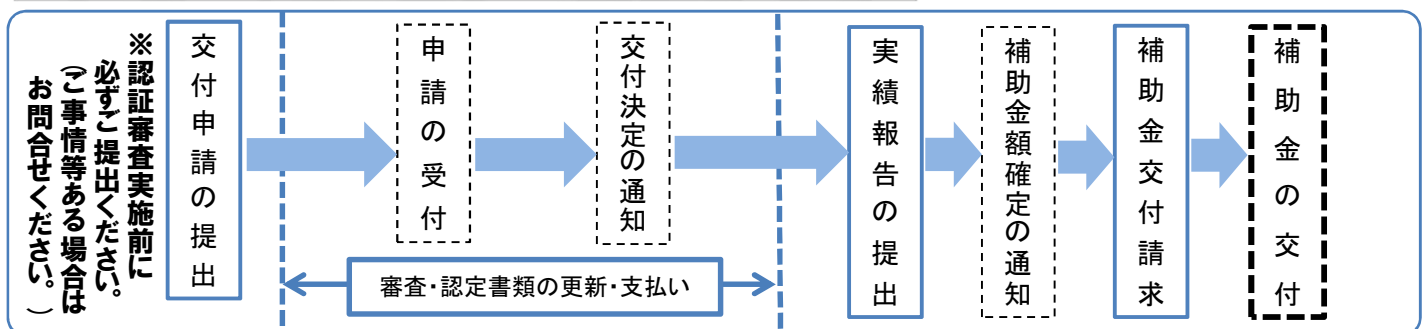 ※認証審査実施前に
必ずご提出ください。
（ご事情等ある場合は
お問合せください。）
交付申請の提出
申請の受付
交付決定の通知
審査・認定書類の更新・支払い
実績報告の提出
補助金額確定の通知
補助金交付請求
補助金の交付